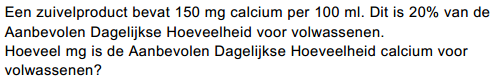 Een zuivelproduct bevat 150 mg calcium per 100 ml. Dit is 20% van de
Aanbevolen Dagelijkse Hoeveelheid voor volwassenen.
Hoeveel mg is de Aanbevolen Dagelijkse Hoeveelheid calcium voor
volwassenen?